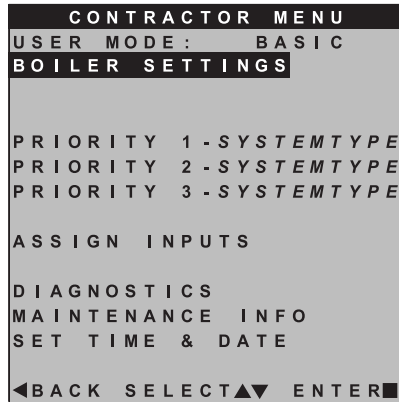 CONTRACTOR MENU
USER MODE: BASIC
BOILER SETTINGS
PRIORITY 1-SYSTEMTYPE
PRIORITY 2-SYSTEMTYPE
PRIORITY 3-SYSTEMTYPE
ASSIGN INPUTS
DIAGNOSTICS
MAINTENANCE INFO
SET TIME & DATE
◀BACK SELECT▲▼ ENTER■